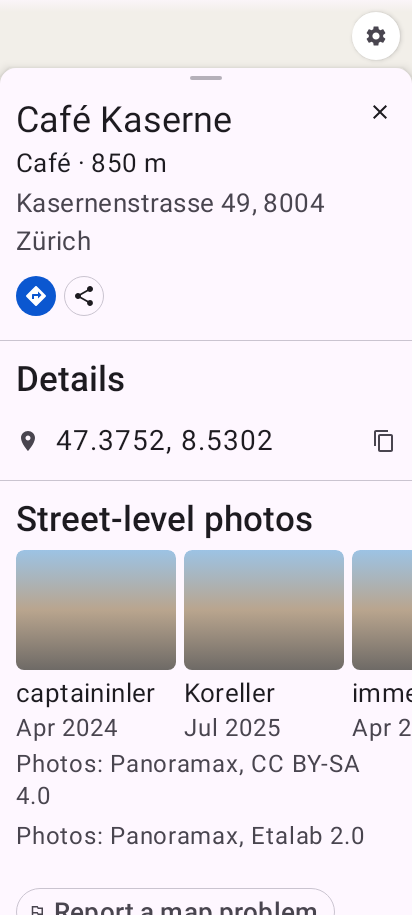 Café Kaserne
Café · 850 m
Kasernenstrasse 49, 8004
Zürich
Details
47.3752, 8.5302
Street-level photos
captaininler Koreller
Apr 2024 Jul 2025
Photos: Panoramax, CC BY-SA
4.0
Photos: Panoramax, Etalab 2.0
Report a map problem